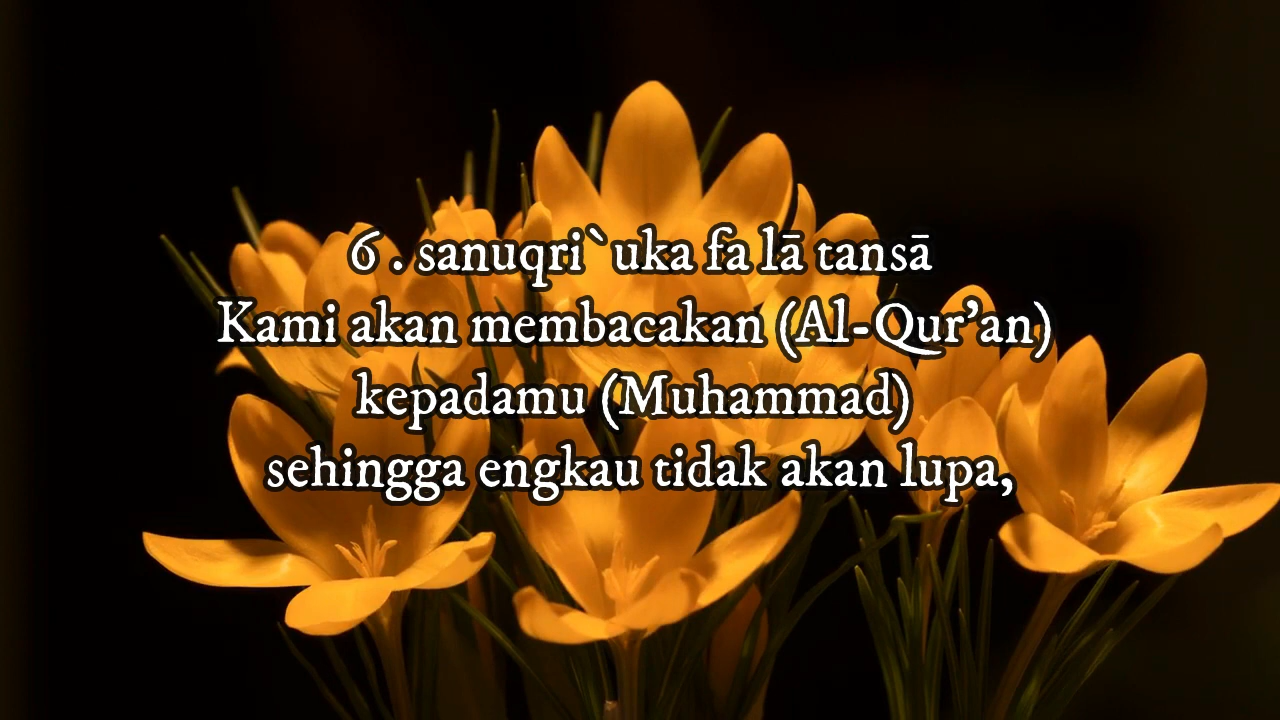 6 . sanuqri`uka fa lā tansā
Kami akan membacakan (Al-Qur'an)
kepadamu (Muhammad)
sehingga engkau tidak akan lupa,